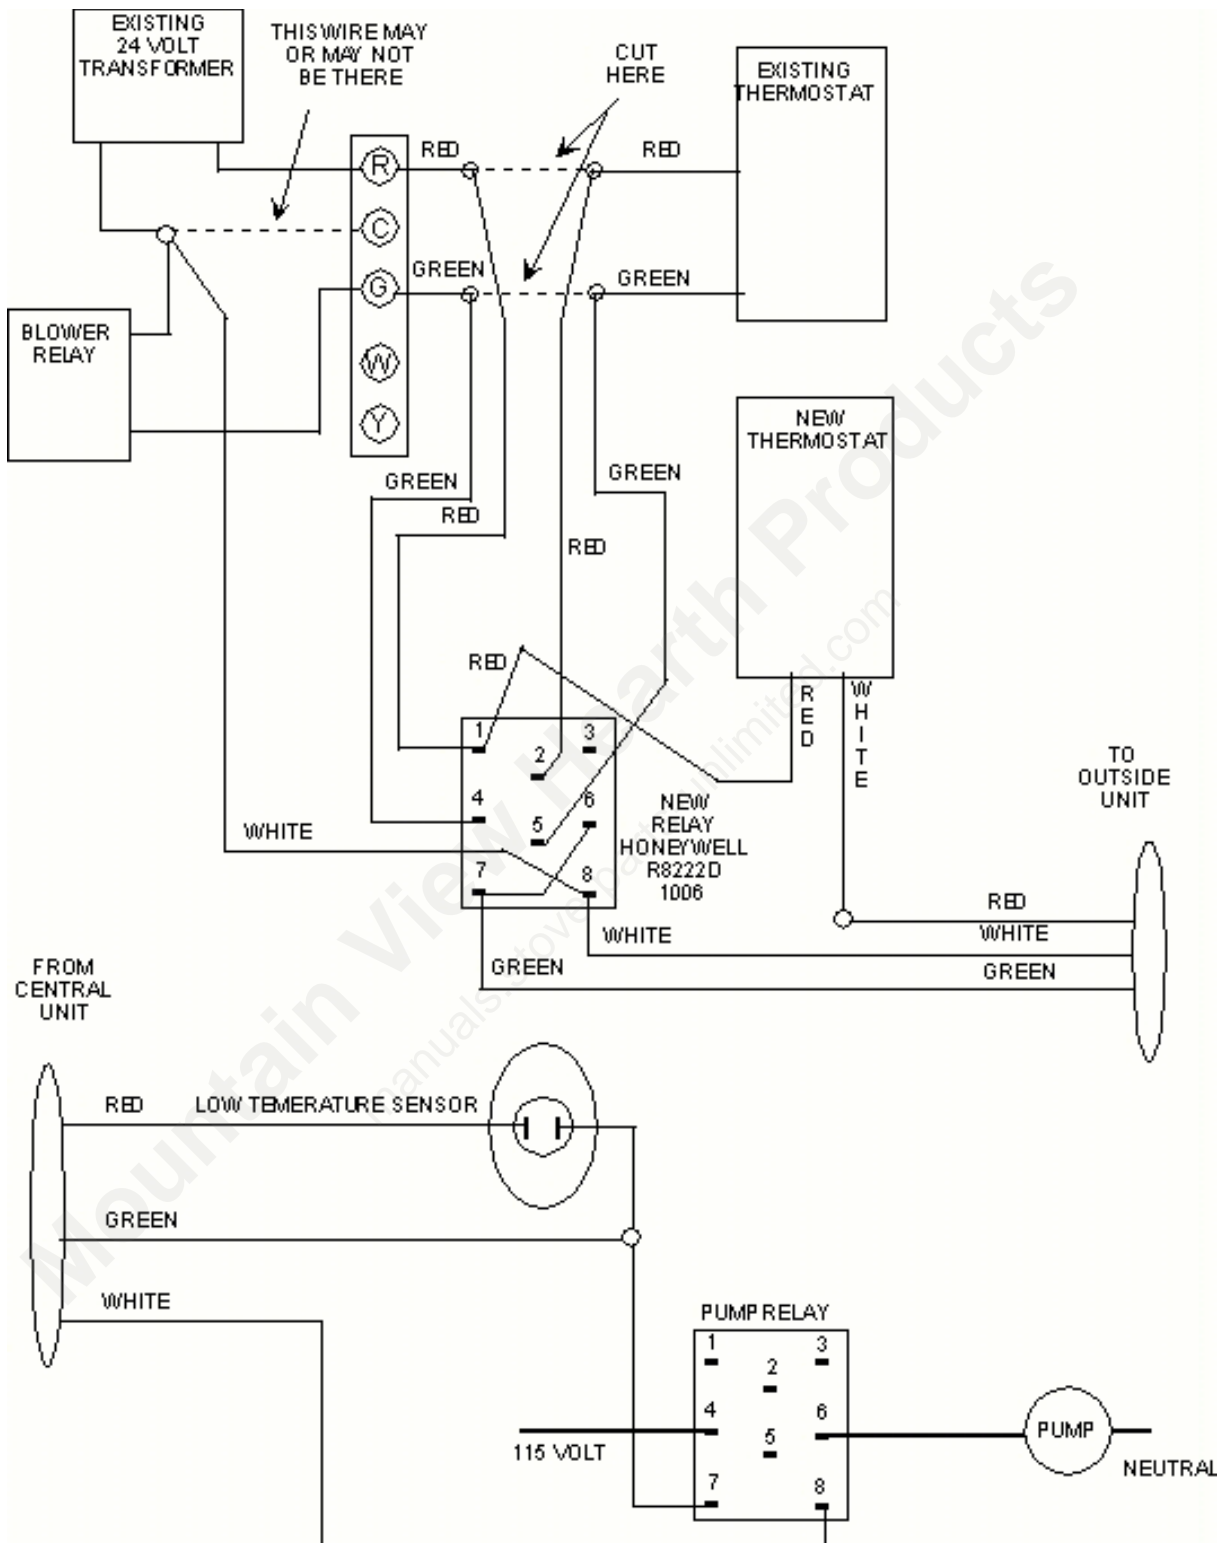 EXISTING
24 VOLT
TRANSFORMER
THIS WIRE MAY
OR MAY NOT
BE THERE
CUT
HERE
EXISTING
THERMOSTAT
R
RED
RED
C
GREEN
G
GREEN
BLOWER
RELAY
W
Y
NEW
THERMOSTAT
GREEN
GREEN
RED
RED
RED
RED
WHITE
1
2
3
4
5
6
7
8
NEW
RELAY
HONEYWELL
R8222D
1006
TO
OUTSIDE
UNIT
WHITE
RED
WHITE
WHITE
GREEN
GREEN
FROM
CENTRAL
UNIT
RED
LOW TEMERATURE SENSOR
GREEN
WHITE
PUMP RELAY
1
2
3
4
5
6
7
8
115 VOLT
PUMP
NEUTRAL
Mountain View Hearth Products
manuals.stovepartsunlimited.com